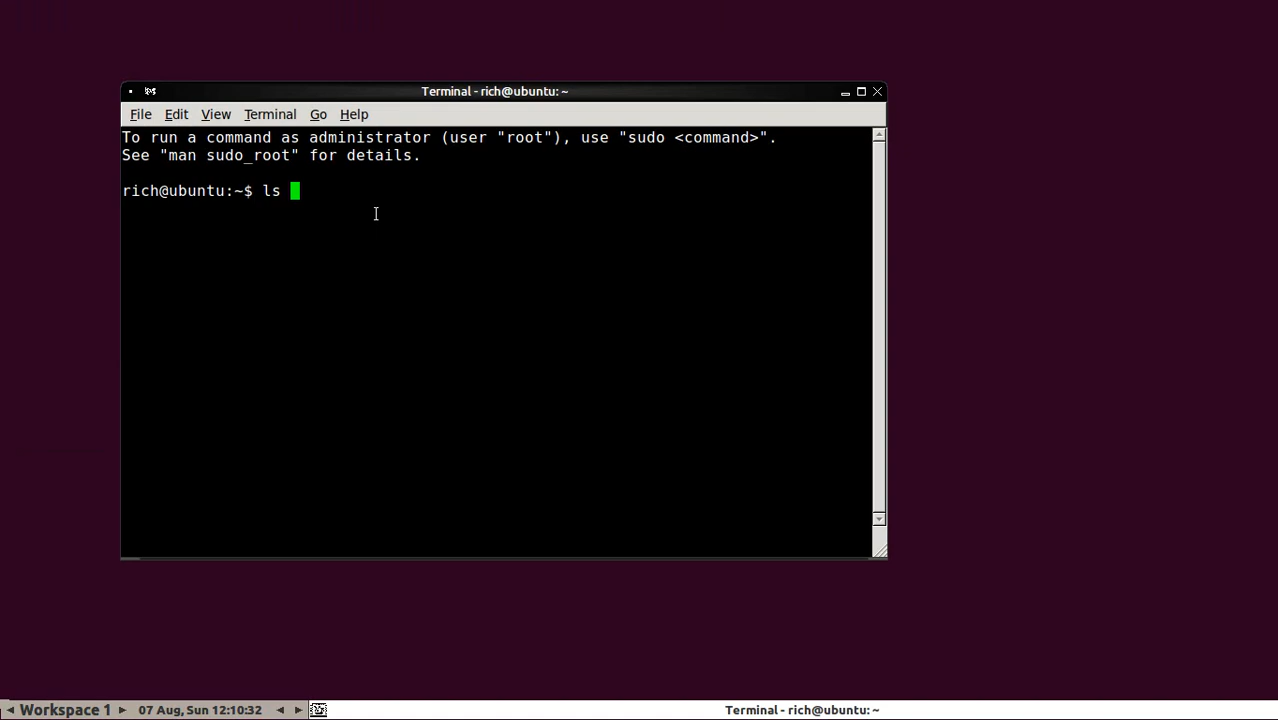 Terminal - rich@ubuntu: ~
File Edit View Terminal Go Help
To run a command as administrator (user "root"), use "sudo <command>".
See "man sudo_root" for details.
rich@ubuntu:~$ ls
Workspace 1 07 Aug, Sun 12:10:32 Terminal - rich@ubuntu: ~